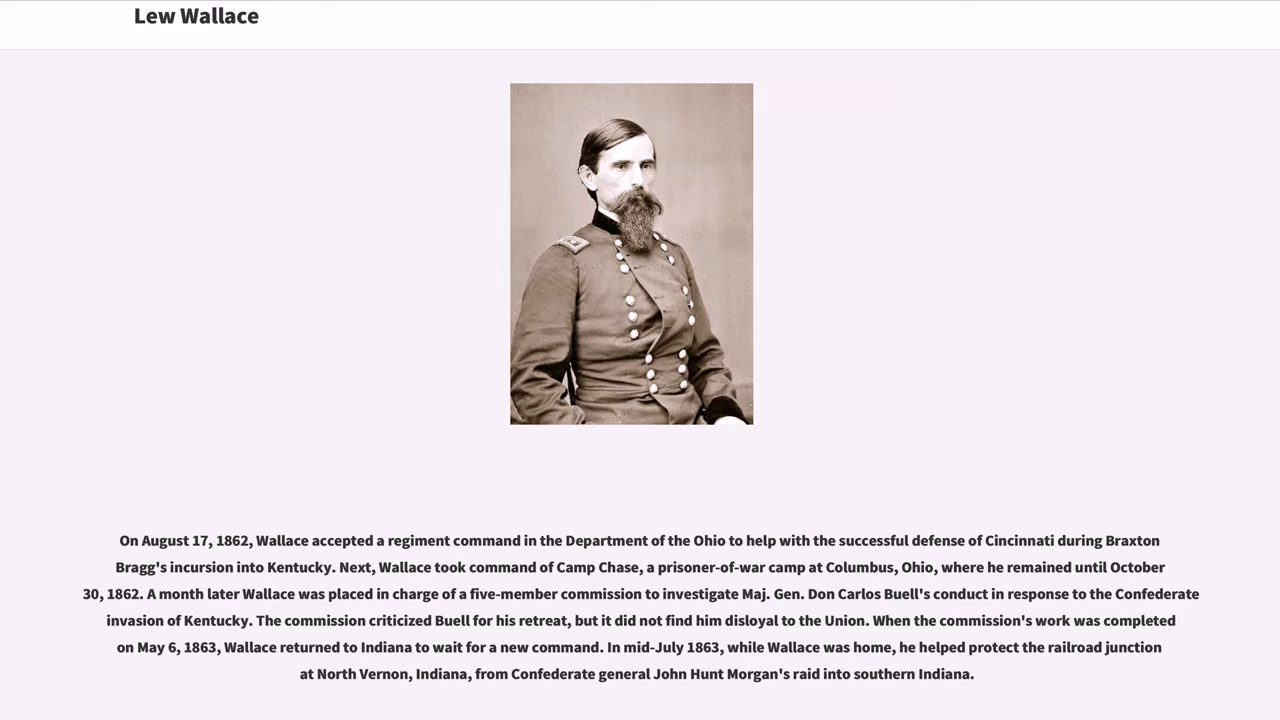 Lew Wallace
On August 17, 1862, Wallace accepted a regiment command in the Department of the Ohio to help with the successful defense of Cincinnati during Braxton
Bragg's incursion into Kentucky. Next, Wallace took command of Camp Chase, a prisoner-of-war camp at Columbus, Ohio, where he remained until October
30, 1862. A month later Wallace was placed in charge of a five-member commission to investigate Maj. Gen. Don Carlos Buell's conduct in response to the Confederate
invasion of Kentucky. The commission criticized Buell for his retreat, but it did not find him disloyal to the Union. When the commission's work was completed
on May 6, 1863, Wallace returned to Indiana to wait for a new command. In mid-July 1863, while Wallace was home, he helped protect the railroad junction
at North Vernon, Indiana, from Confederate general John Hunt Morgan's raid into southern Indiana.